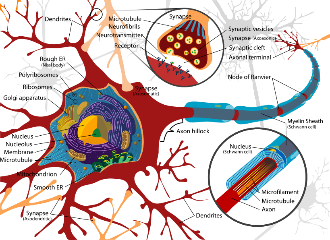 Dendrites
Microtubule
Neurofibrils
Neurotransmitter
Receptor
Synapse
Synaptic vesicles
Synapse (Axoaxonic)
Synaptic cleft
Axonal terminal
Rough ER
(Nissl body)
Polyribosomes
Ribosomes
Golgi apparatus
Synapse
Node of Ranvier
Myelin Sheath
(Schwann cell)
Axon hillock
Nucleus
Nucleolus
Membrane
Microtubule
Mitochondrion
Smooth ER
Synapse
(Axodendritic)
Dendrites
Nucleus
(Schwann cell)
Microfilament
Microtubule
Axon